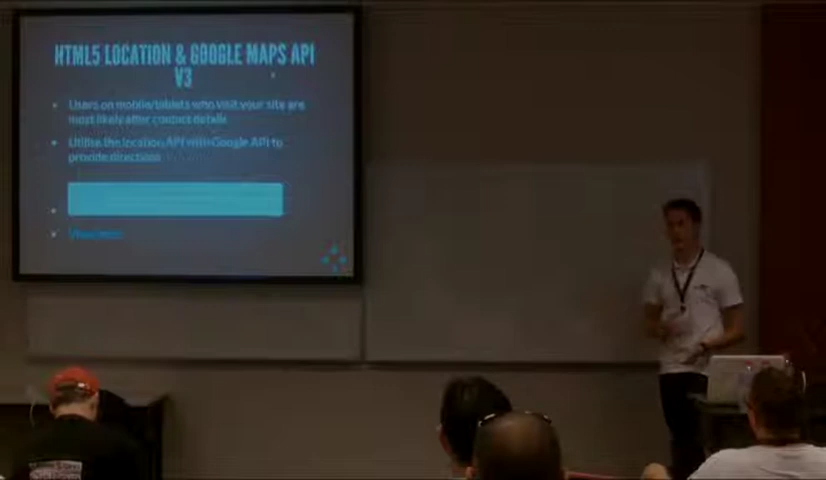 HTML5 LOCATION & GOOGLE MAPS API
V3
Users on mobile/tablets who visit your site are
most likely after contact details
Utilise the location API with Google API to
provide directions